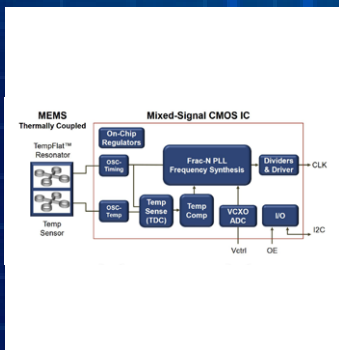 MEMS
Thermally Coupled
Mixed-Signal CMOS IC
TempFlat™
Resonator
Temp
Sensor
On-Chip
Regulators
OSC-
Timing
OSC-
Temp
Temp
Sense
(TDC)
Temp
Comp
Frac-N PLL
Frequency Synthesis
VCXO
ADC
Dividers
& Driver
I/O
CLK
I2C
Vctrl
OE